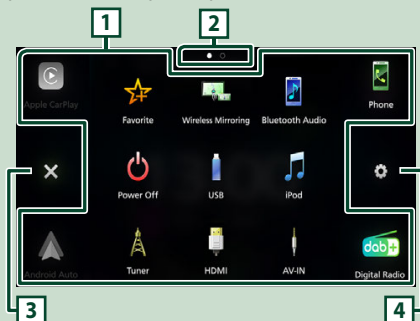 1
2
Apple CarPlay
Favorite
Wireless Mirroring
Bluetooth Audio
Phone
Power Off
USB
iPod
Android Auto
Tuner
HDMI
AV-IN
dab+
Digital Radio
3
4